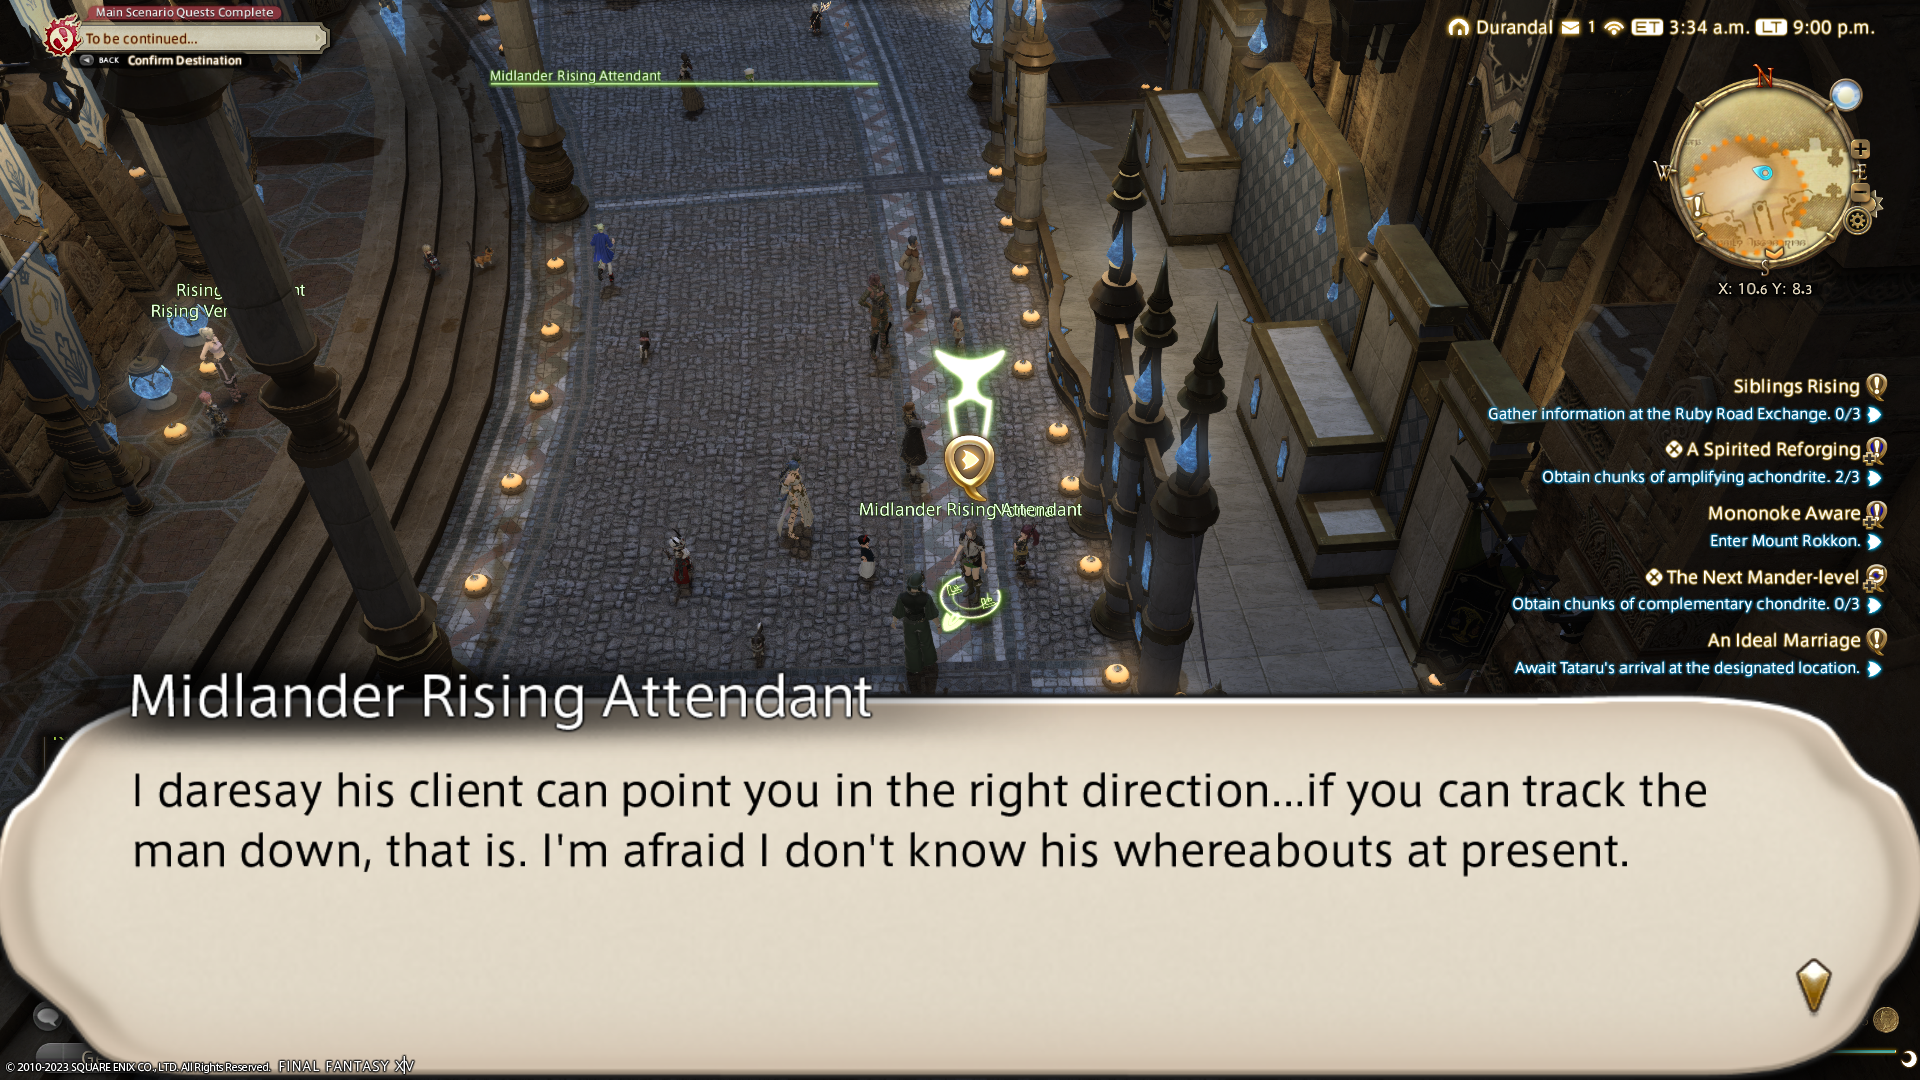 Main Scenario Quests Complete
To be continued...
BACK Confirm Destination
Midlander Rising Attendant
Durandal 1 ET 3:34 a.m. LT 9:00 p.m.
N
W
E
S
X: 10.6 Y: 8.3
Rising
Rising Ver
Midlander Rising Attendant
Siblings Rising
Gather information at the Ruby Road Exchange. 0/3
A Spirited Reforging
Obtain chunks of amplifying achondrite. 2/3
Mononoke Aware
Enter Mount Rokkon.
The Next Mander-level
Obtain chunks of complementary chondrite. 0/3
An Ideal Marriage
Await Tataru's arrival at the designated location.
Midlander Rising Attendant
I daresay his client can point you in the right direction...if you can track the
man down, that is. I'm afraid I don't know his whereabouts at present.
© 2010-2023 SQUARE ENIX CO., LTD. All Rights Reserved. FINAL FANTASY XIV